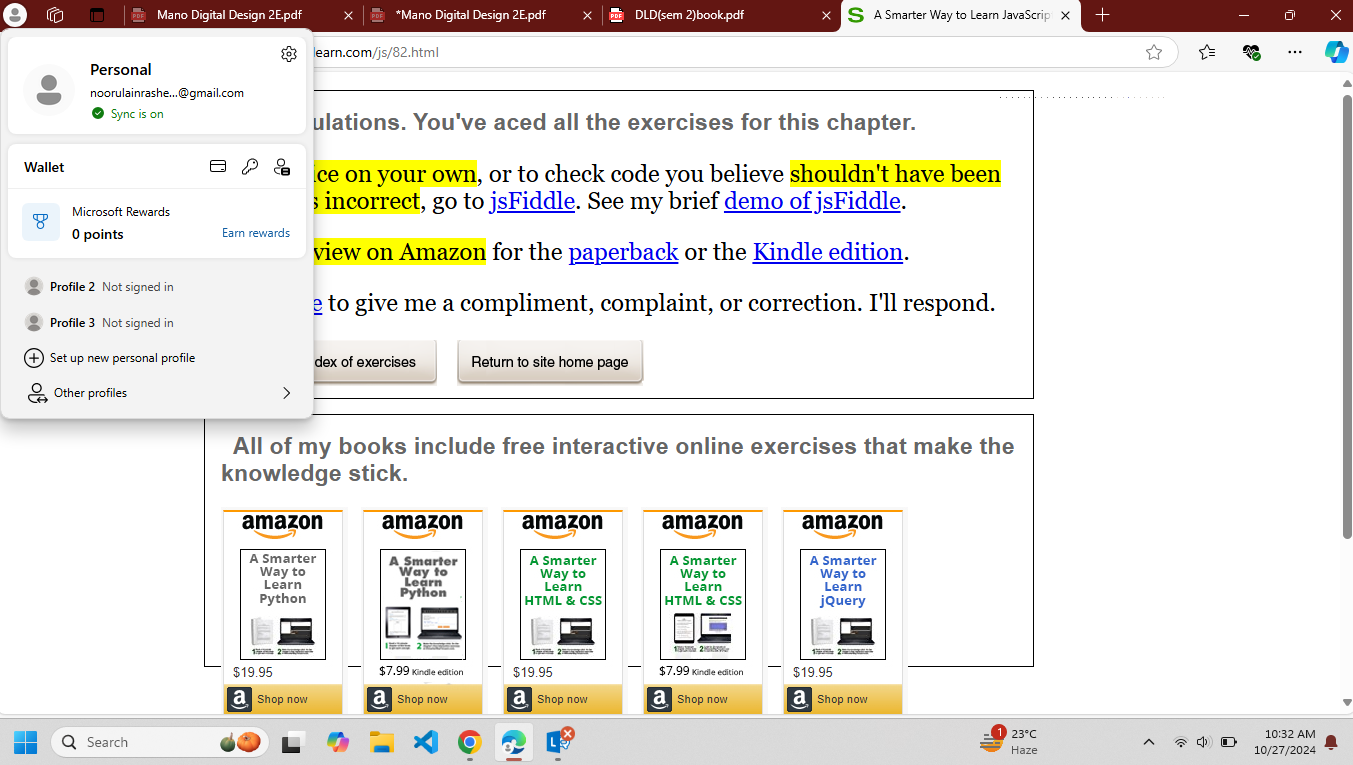 Mano Digital Design 2E.pdf
*Mano Digital Design 2E.pdf
DLD(sem 2)book.pdf
A Smarter Way to Learn JavaScrip
learn.com/js/82.html
Personal
noorulainrashe...@gmail.com
Sync is on
Wallet
Microsoft Rewards
0 points
Earn rewards
Profile 2 Not signed in
Profile 3 Not signed in
Set up new personal profile
Other profiles
ulations. You've aced all the exercises for this chapter.
ice on your own, or to check code you believe shouldn't have been
s incorrect, go to jsFiddle. See my brief demo of jsFiddle.
view on Amazon for the paperback or the Kindle edition.
e to give me a compliment, complaint, or correction. I'll respond.
dex of exercises
Return to site home page
All of my books include free interactive online exercises that make the
knowledge stick.
amazon
A Smarter
Way to
Learn
Python
$19.95
Shop now
amazon
A Smarter
Way to
Learn
Python
$7.99 Kindle edition
Shop now
amazon
A Smarter
Way to
Learn
HTML & CSS
$19.95
Shop now
amazon
A Smarter
Way to
Learn
HTML & CSS
$7.99 Kindle edition
Shop now
amazon
A Smarter
Way to
Learn
jQuery
$19.95
Shop now
Search
1
23°C
Haze
10:32 AM
10/27/2024